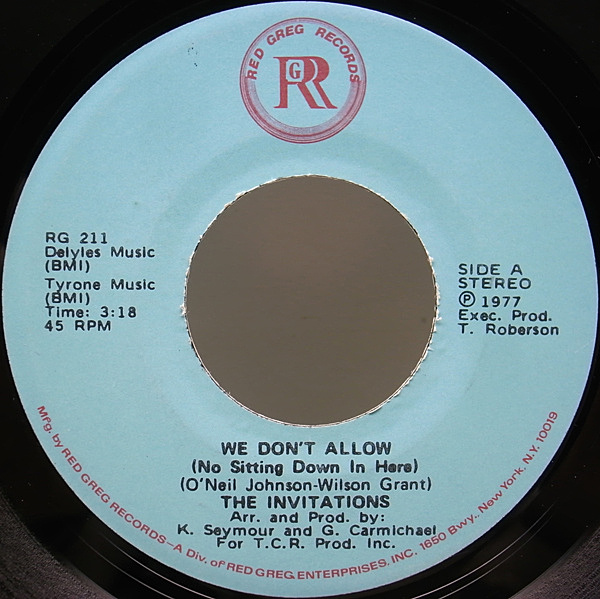 RED GREG RECORDS
RGR
RG 211
Delyles Music
(BMI)
Tyrone Music
(BMI)
Time: 3:18
45 RPM
SIDE A
STEREO
Ⓟ 1977
Exec. Prod.
T. Roberson
WE DON'T ALLOW
(No Sitting Down In Here)
(O'Neil Johnson-Wilson Grant)
THE INVITATIONS
Arr. and Prod. by:
K. Seymour and G. Carmichael
For T.C.R. Prod. Inc.
Mfg. by RED GREG RECORDS—A Div. of RED GREG ENTERPRISES, INC. 1650 Bwy., New York, N.Y. 10019